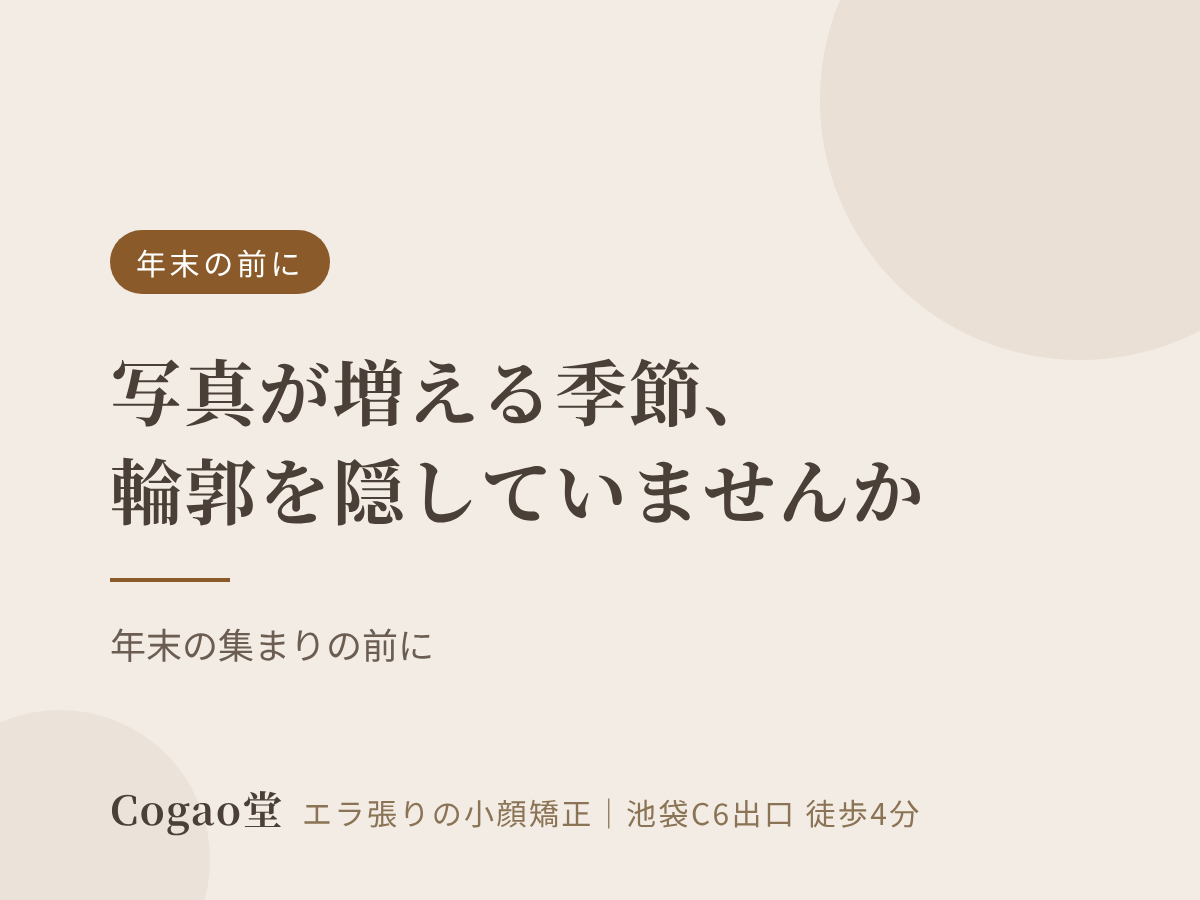 年末の前に
写真が増える季節、
輪郭を隠していませんか
年末の集まりの前に
Cogao堂 エラ張りの小顔矯正｜池袋C6出口 徒歩4分